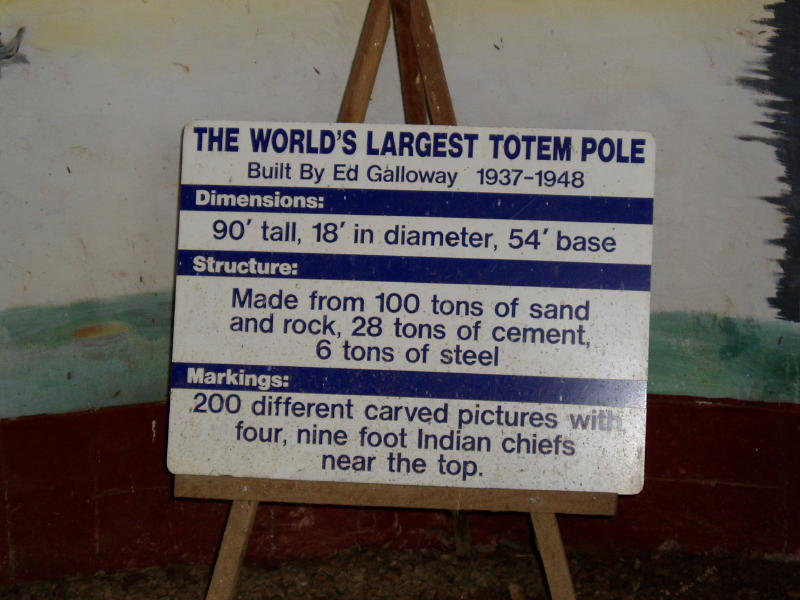 THE WORLD'S LARGEST TOTEM POLE
Built By Ed Galloway 1937-1948
Dimensions:
90' tall, 18' in diameter, 54' base
Structure:
Made from 100 tons of sand
and rock, 28 tons of cement,
6 tons of steel
Markings:
200 different carved pictures with
four, nine foot Indian chiefs
near the top.